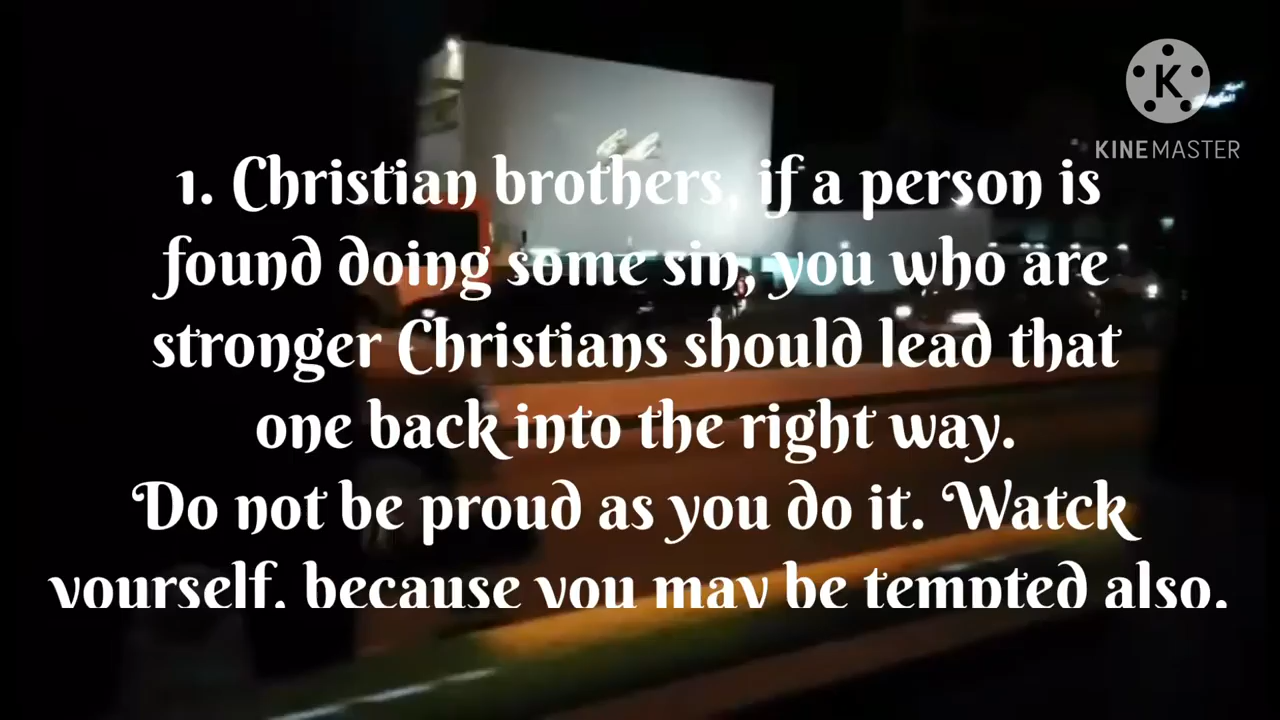 K
KINEMASTER
1. Christian brothers, if a person is
found doing some sin, you who are
stronger Christians should lead that
one back into the right way.
Do not be proud as you do it. Watck
yourself, because you may be tempted also.